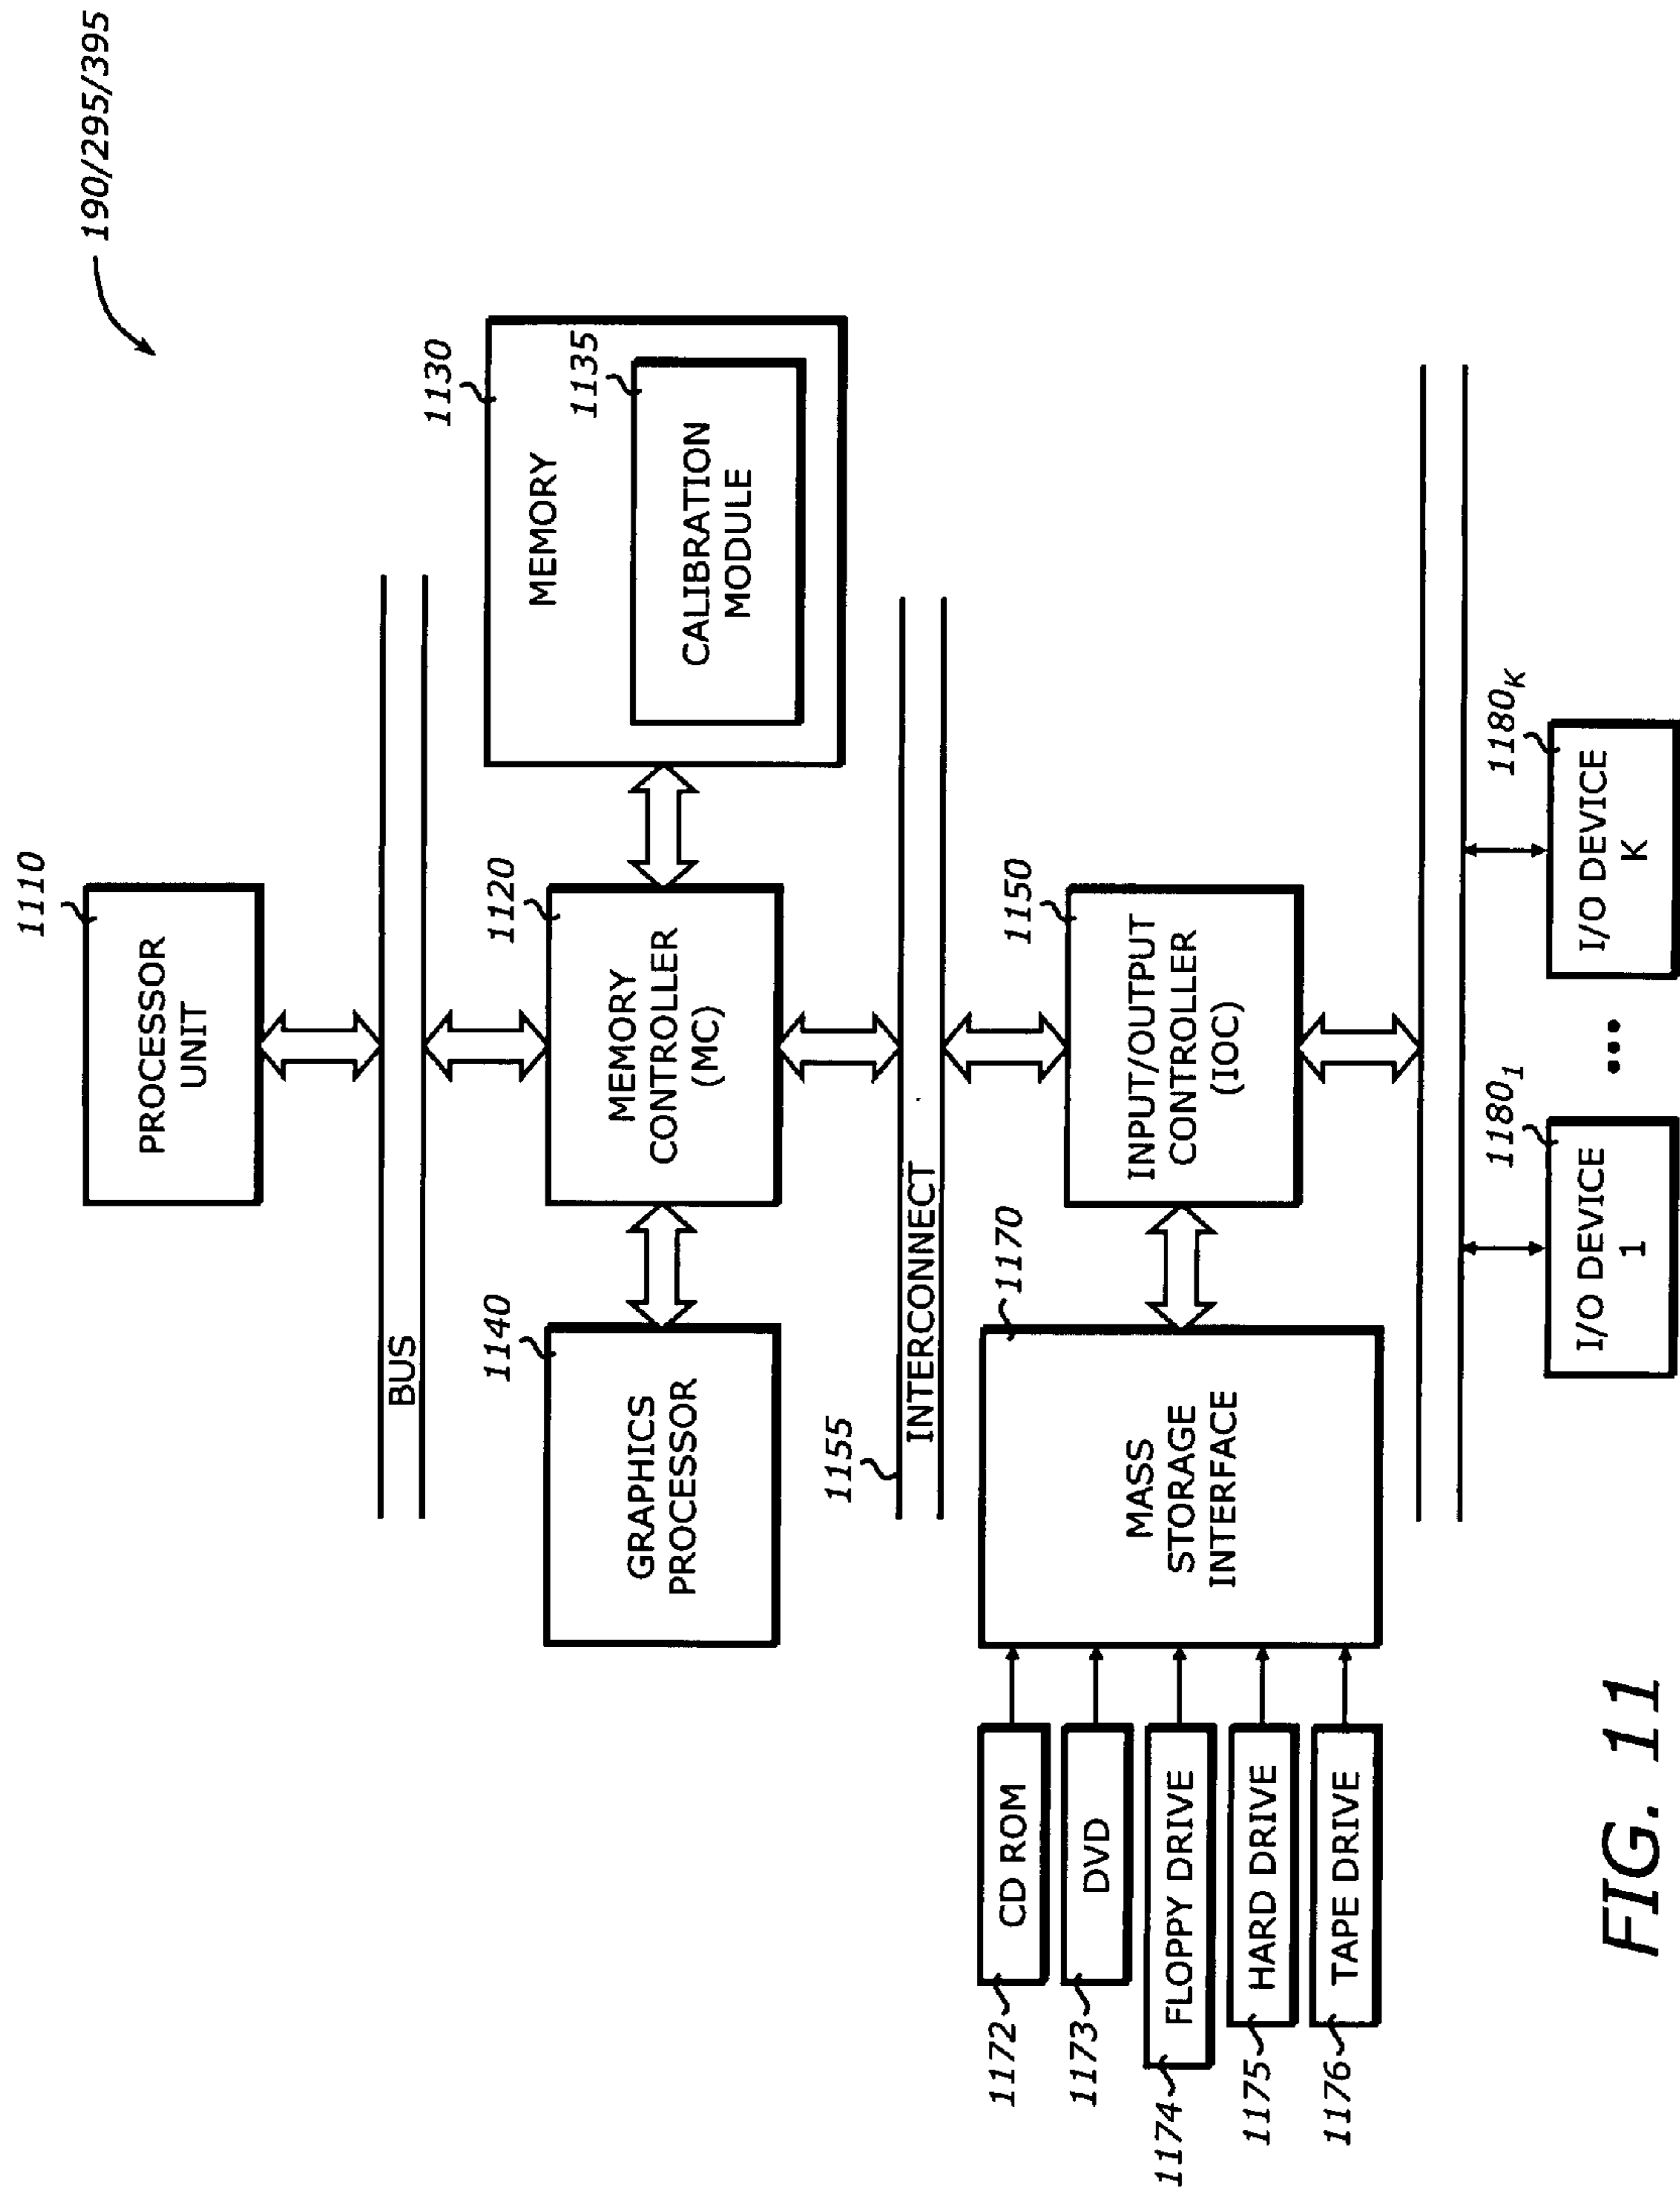 190/295/395
1110
PROCESSOR
UNIT
BUS
1140
GRAPHICS
PROCESSOR
1120
MEMORY
CONTROLLER
(MC)
1130
MEMORY
1135
CALIBRATION
MODULE
1155
INTERCONNECT
1170
MASS
STORAGE
INTERFACE
1150
INPUT/OUTPUT
CONTROLLER
(IOC)
1172
CD ROM
1173
DVD
1174
FLOPPY DRIVE
1175
HARD DRIVE
1176
TAPE DRIVE
1180₁
I/O DEVICE
1
...
1180ₖ
I/O DEVICE
K
FIG. 11